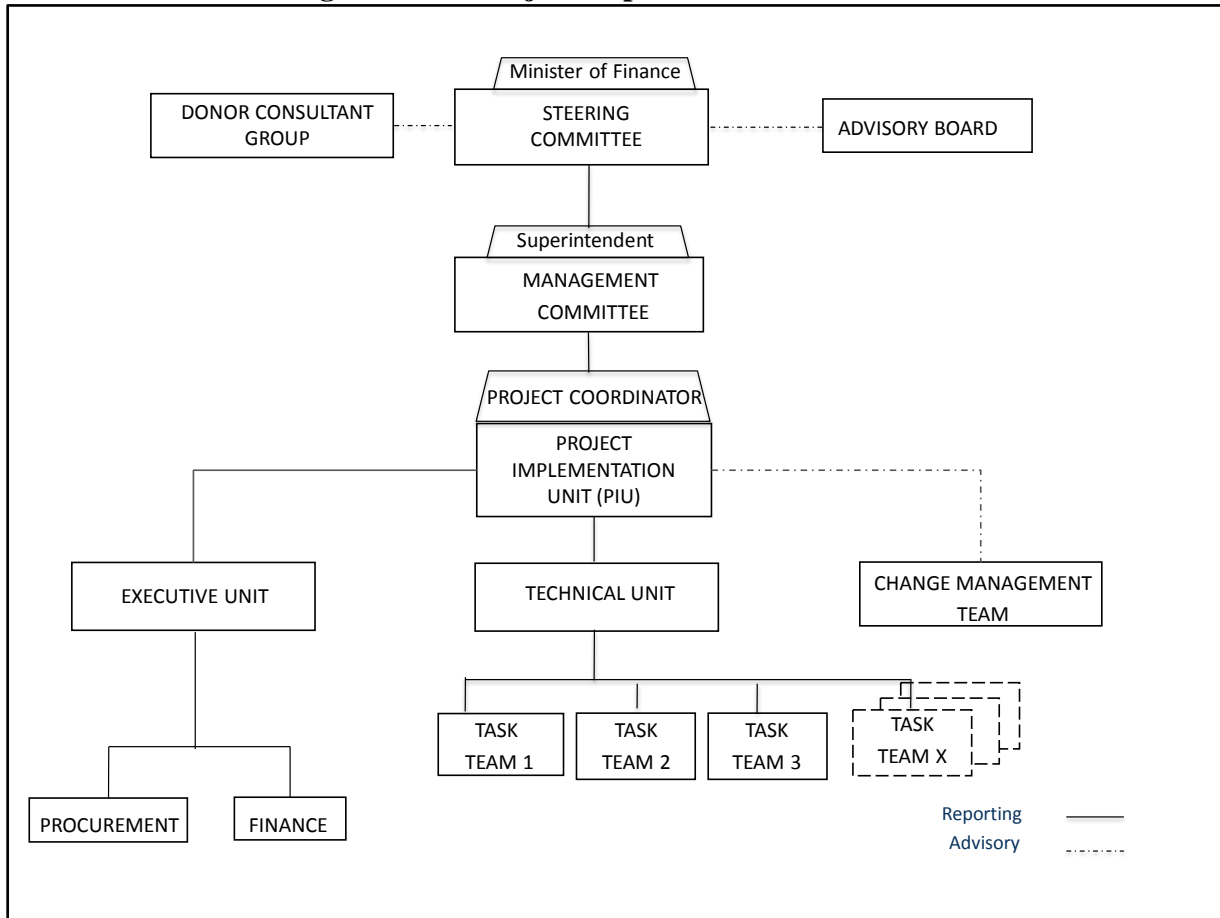 Minister of Finance
DONOR CONSULTANT
GROUP
STEERING
COMMITTEE
ADVISORY BOARD
Superintendent
MANAGEMENT
COMMITTEE
PROJECT COORDINATOR
PROJECT
IMPLEMENTATION
UNIT (PIU)
EXECUTIVE UNIT
TECHNICAL UNIT
CHANGE MANAGEMENT
TEAM
TASK
TEAM 1
TASK
TEAM 2
TASK
TEAM 3
TASK
TEAM X
PROCUREMENT
FINANCE
Reporting
Advisory